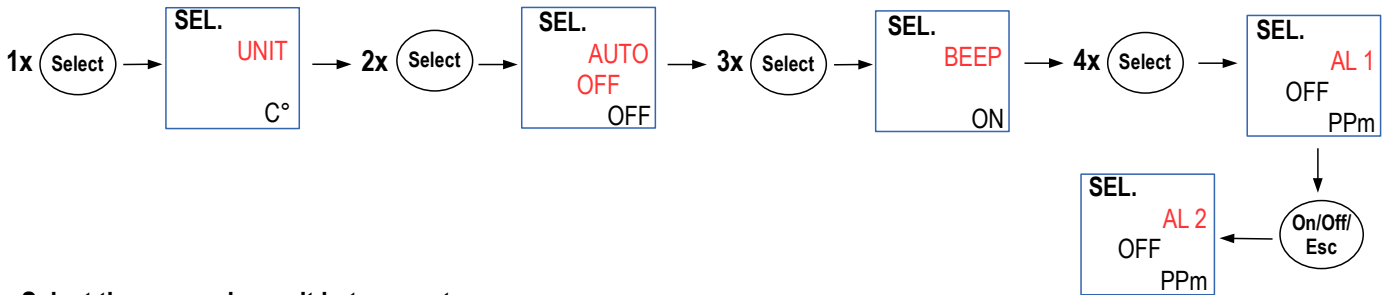 1x Select
SEL.
UNIT
C°
2x Select
SEL.
AUTO
OFF
OFF
3x Select
SEL.
BEEP
ON
4x Select
SEL.
AL 1
OFF
PPm
On/Off/
Esc
SEL.
AL 2
OFF
PPm